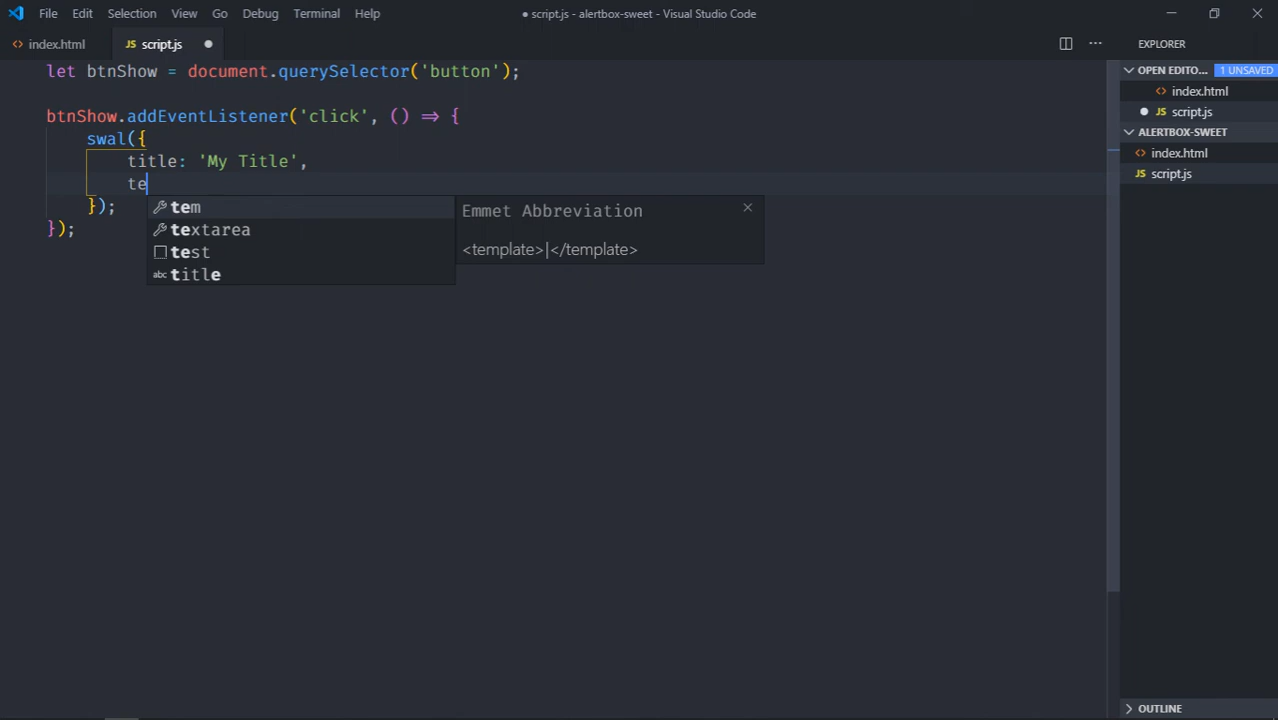 File Edit Selection View Go Debug Terminal Help
● script.js - alertbox-sweet - Visual Studio Code
<> index.html
JS script.js ●
EXPLORER
let btnShow = document.querySelector('button');
btnShow.addEventListener('click', () => {
swal({
title: 'My Title',
te
});
});
tem
textarea
test
abc title
Emmet Abbreviation
<template>|</template>
OPEN EDITO... 1 UNSAVED
<> index.html
● JS script.js
ALERTBOX-SWEET
<> index.html
JS script.js
OUTLINE